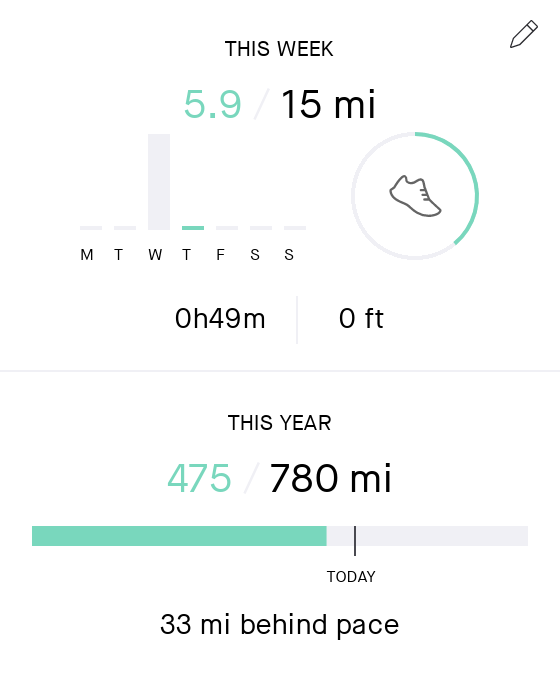 THIS WEEK
5.9 / 15 mi
M T W T F S S
0h49m 0 ft
THIS YEAR
475 / 780 mi
TODAY
33 mi behind pace